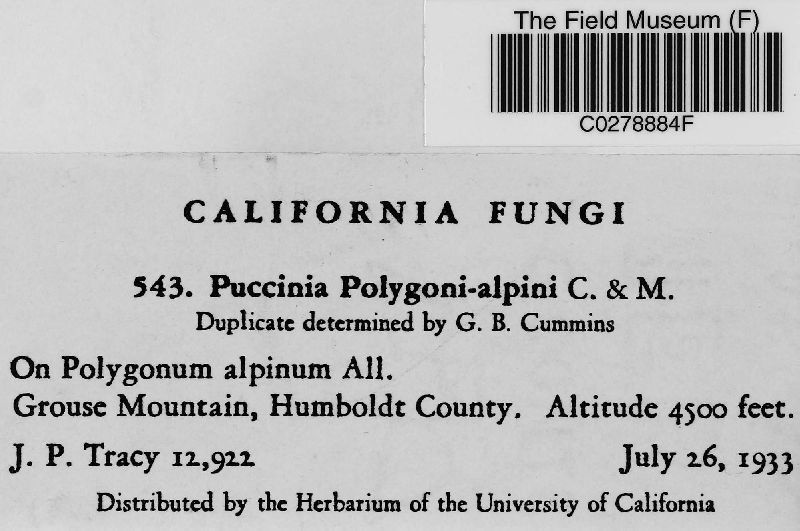 The Field Museum (F)
C0278884F
CALIFORNIA FUNGI
543. Puccinia Polygoni-alpini C. & M.
Duplicate determined by G. B. Cummins
On Polygonum alpinum All.
Grouse Mountain, Humboldt County. Altitude 4500 feet.
J. P. Tracy 12,922 July 26, 1933
Distributed by the Herbarium of the University of California